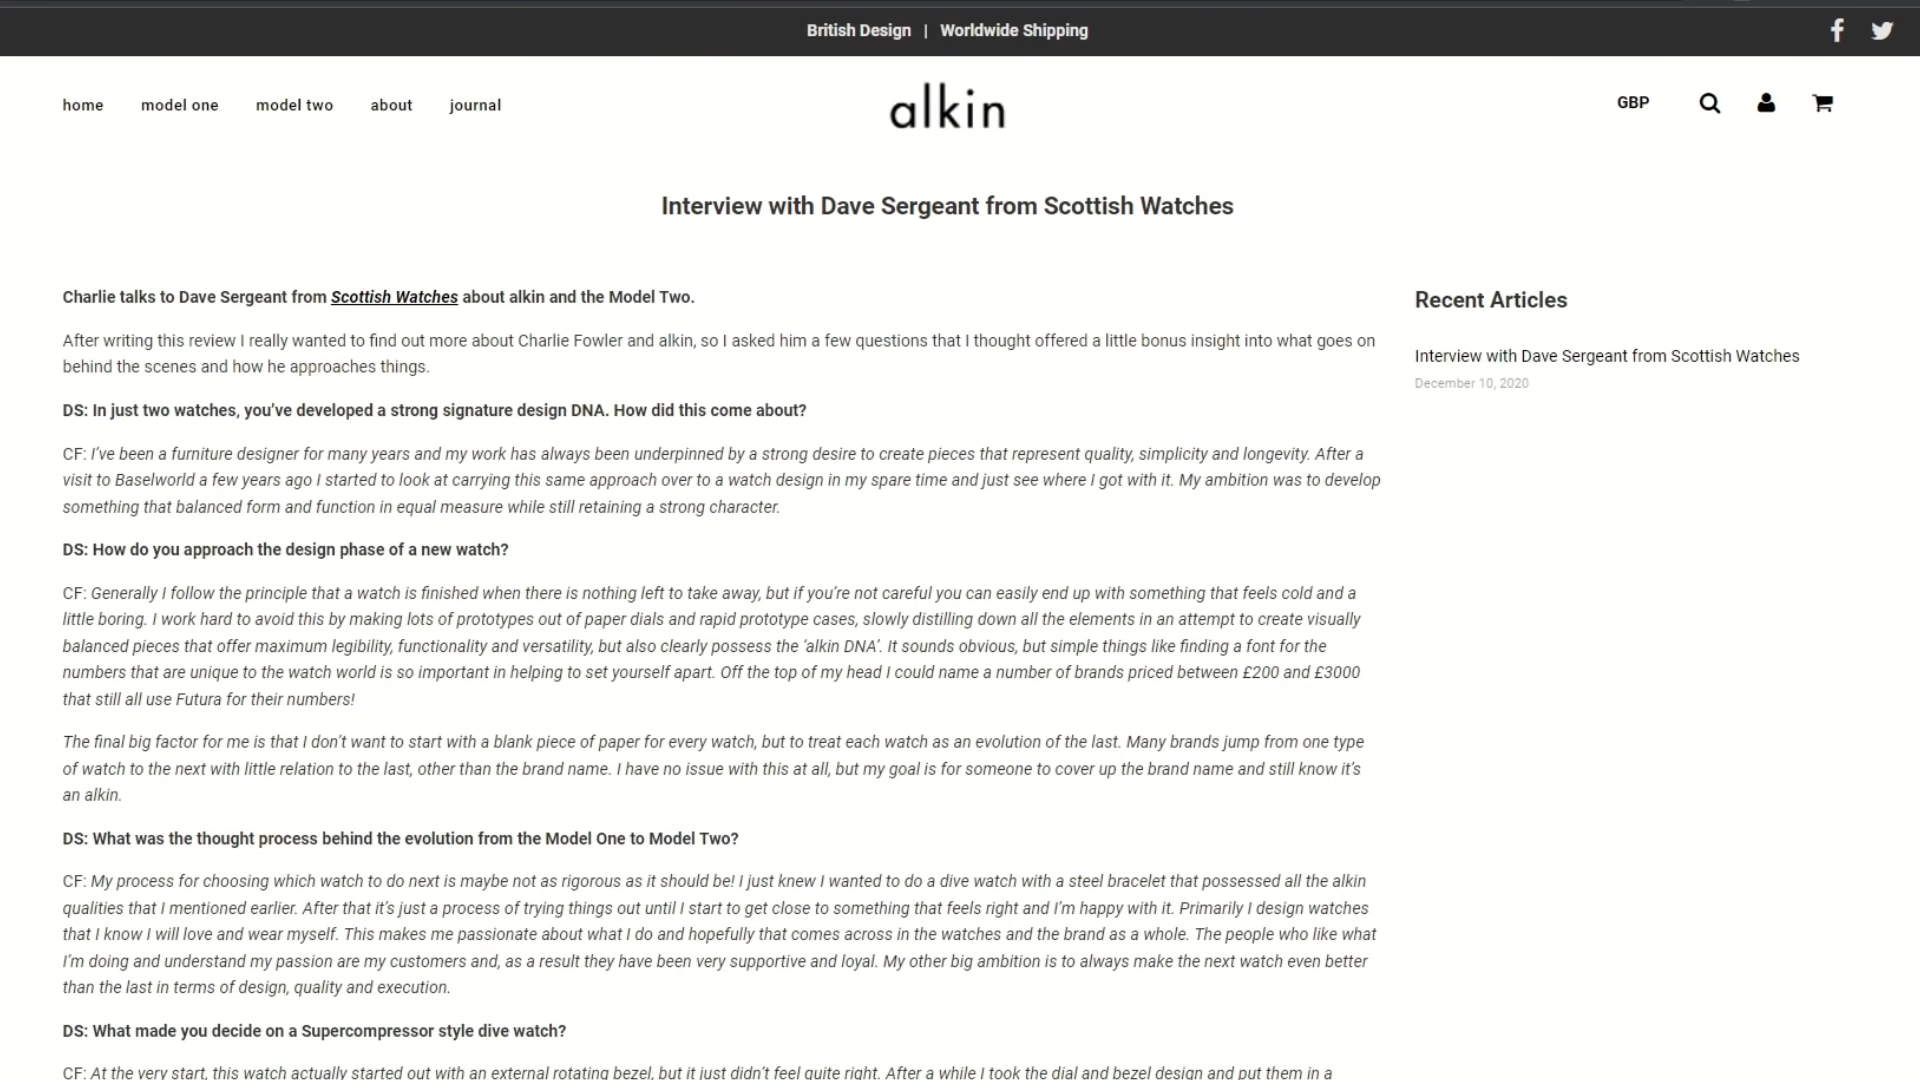 British Design | Worldwide Shipping
home model one model two about journal
alkin
GBP
Interview with Dave Sergeant from Scottish Watches
Charlie talks to Dave Sergeant from Scottish Watches about alkin and the Model Two.
After writing this review I really wanted to find out more about Charlie Fowler and alkin, so I asked him a few questions that I thought offered a little bonus insight into what goes on
behind the scenes and how he approaches things.
DS: In just two watches, you’ve developed a strong signature design DNA. How did this come about?
CF: I’ve been a furniture designer for many years and my work has always been underpinned by a strong desire to create pieces that represent quality, simplicity and longevity. After a
visit to Baselworld a few years ago I started to look at carrying this same approach over to a watch design in my spare time and just see where I got with it. My ambition was to develop
something that balanced form and function in equal measure while still retaining a strong character.
DS: How do you approach the design phase of a new watch?
CF: Generally I follow the principle that a watch is finished when there is nothing left to take away, but if you’re not careful you can easily end up with something that feels cold and a
little boring. I work hard to avoid this by making lots of prototypes out of paper dials and rapid prototype cases, slowly distilling down all the elements in an attempt to create visually
balanced pieces that offer maximum legibility, functionality and versatility, but also clearly possess the ‘alkin DNA’. It sounds obvious, but simple things like finding a font for the
numbers that are unique to the watch world is so important in helping to set yourself apart. Off the top of my head I could name a number of brands priced between £200 and £3000
that still all use Futura for their numbers!
The final big factor for me is that I don’t want to start with a blank piece of paper for every watch, but to treat each watch as an evolution of the last. Many brands jump from one type
of watch to the next with little relation to the last, other than the brand name. I have no issue with this at all, but my goal is for someone to cover up the brand name and still know it’s
an alkin.
DS: What was the thought process behind the evolution from the Model One to Model Two?
CF: My process for choosing which watch to do next is maybe not as rigorous as it should be! I just knew I wanted to do a dive watch with a steel bracelet that possessed all the alkin
qualities that I mentioned earlier. After that it’s just a process of trying things out until I start to get close to something that feels right and I’m happy with it. Primarily I design watches
that I know I will love and wear myself. This makes me passionate about what I do and hopefully that comes across in the watches and the brand as a whole. The people who like what
I’m doing and understand my passion are my customers and, as a result they have been very supportive and loyal. My other big ambition is to always make the next watch even better
than the last in terms of design, quality and execution.
DS: What made you decide on a Supercompressor style dive watch?
CF: At the very start, this watch actually started out with an external rotating bezel, but it just didn’t feel quite right. After a while I took the dial and bezel design and put them in a
Recent Articles
Interview with Dave Sergeant from Scottish Watches
December 10, 2020